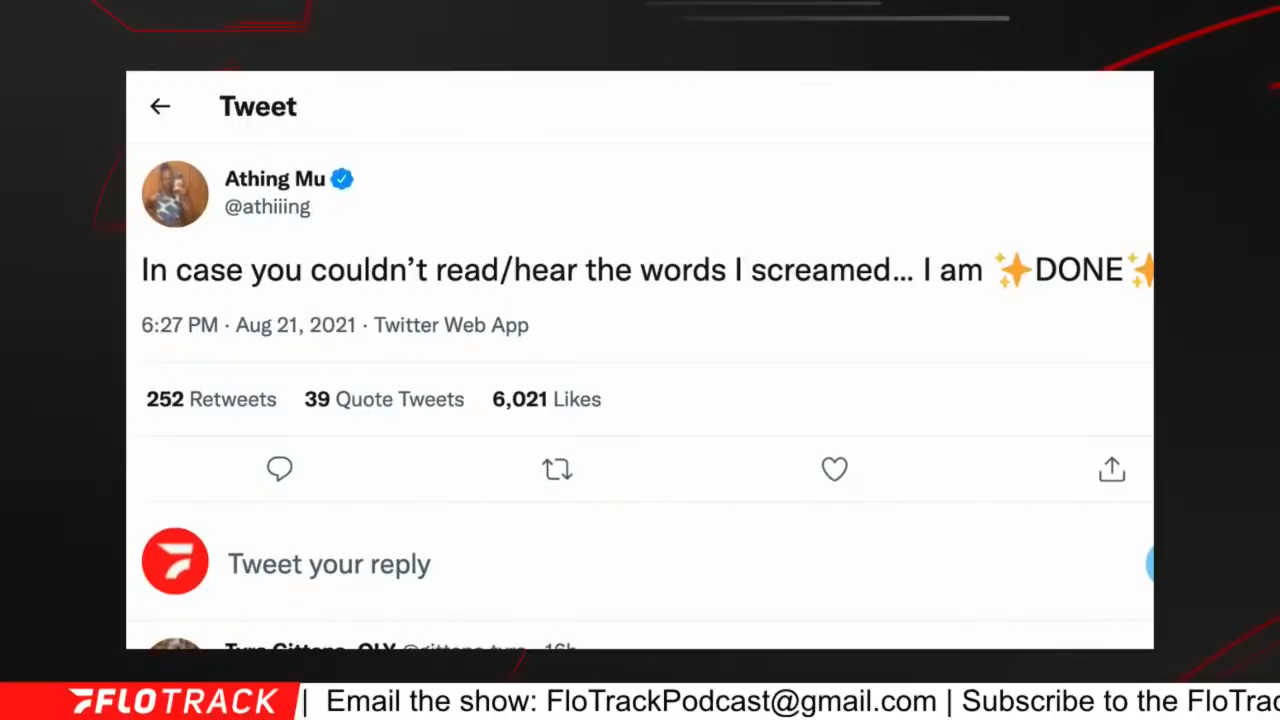 Tweet
Athing Mu
@athiiing
In case you couldn’t read/hear the words I screamed... I am ✨DONE✨
6:27 PM · Aug 21, 2021 · Twitter Web App
252 Retweets 39 Quote Tweets 6,021 Likes
Tweet your reply
FLOTRACK | Email the show: FloTrackPodcast@gmail.com | Subscribe to the FloTrac